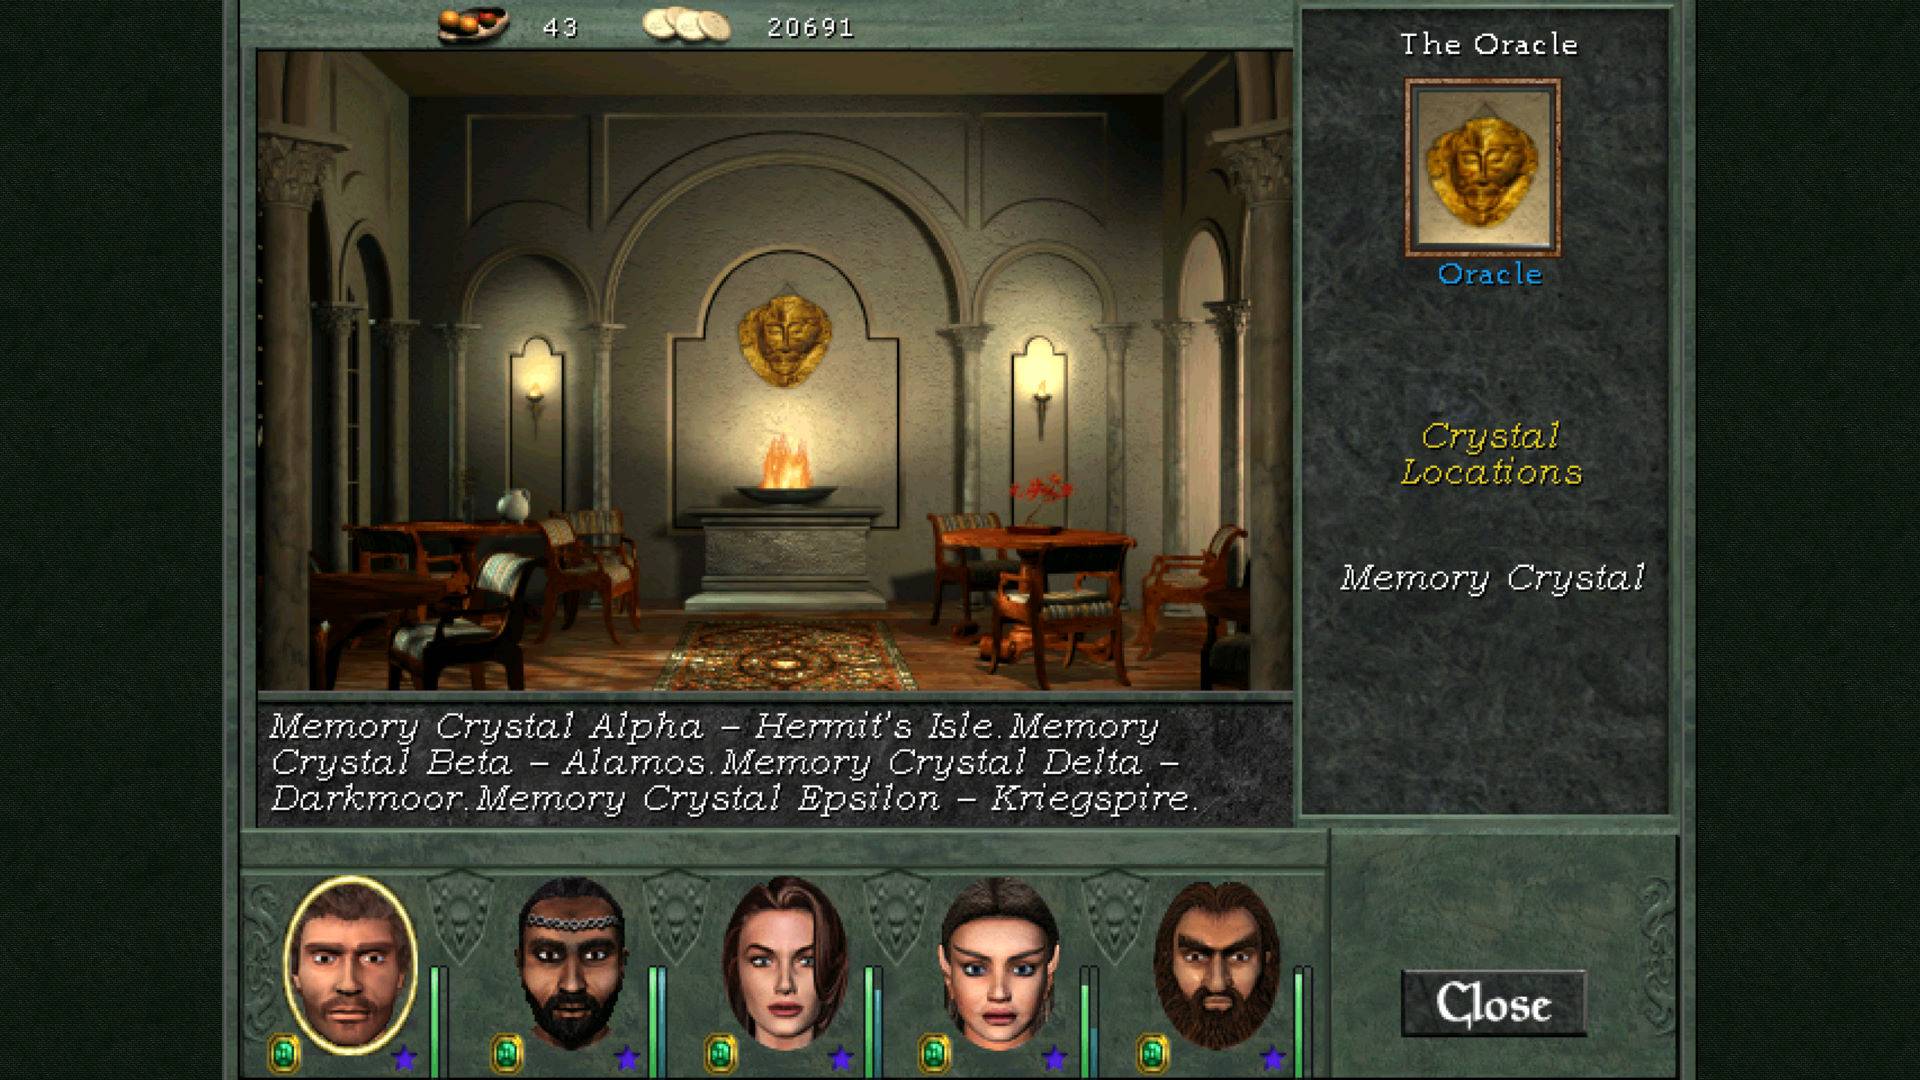 43 20691
The Oracle
Oracle
Crystal
Locations
Memory Crystal
Memory Crystal Alpha - Hermit's Isle.Memory
Crystal Beta - Alamos.Memory Crystal Delta -
Darkmoor.Memory Crystal Epsilon - Kriegspire.
Close